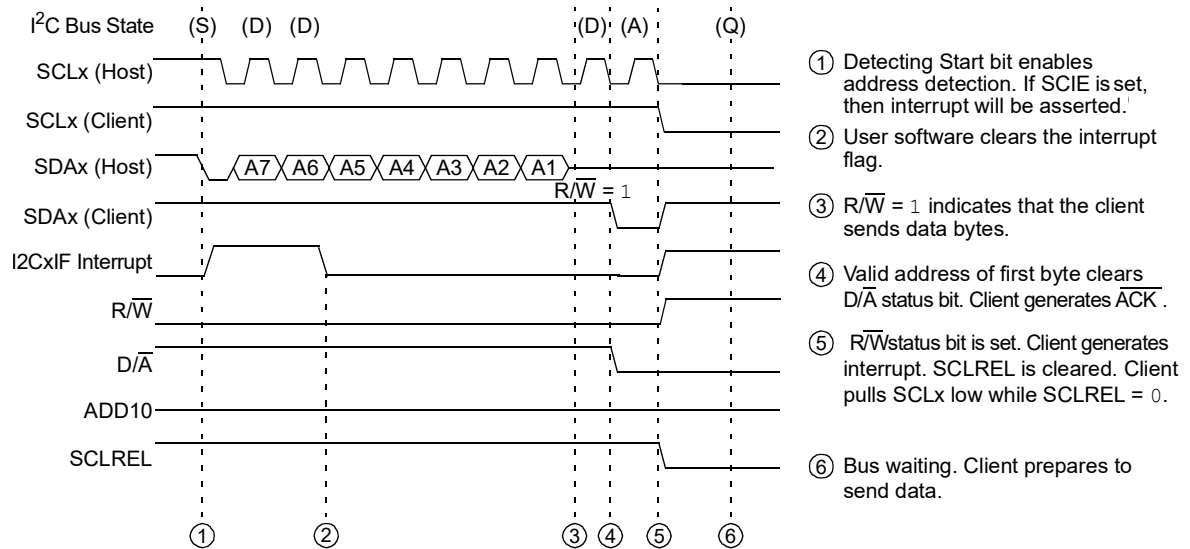 I2C Bus State (S) (D) (D) (D) (A) (Q)
SCLx (Host)
SCLx (Client)
SDAx (Host) A7 A6 A5 A4 A3 A2 A1
R/W = 1
SDAx (Client)
I2CxIF Interrupt
R/W
D/A
ADD10
SCLREL
1 2 3 4 5 6
1 Detecting Start bit enables
address detection. If SCIE is set,
then interrupt will be asserted.
2 User software clears the interrupt
flag.
3 R/W = 1 indicates that the client
sends data bytes.
4 Valid address of first byte clears
D/A status bit. Client generates ACK .
5 R/Wstatus bit is set. Client generates
interrupt. SCLREL is cleared. Client
pulls SCLx low while SCLREL = 0.
6 Bus waiting. Client prepares to
send data.